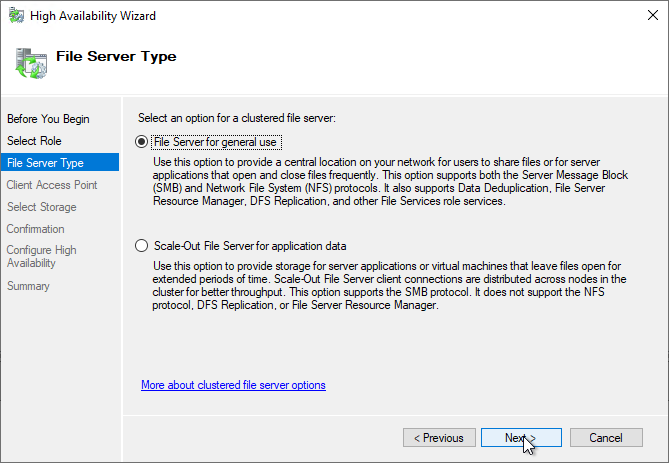 High Availability Wizard
File Server Type
Before You Begin
Select Role
File Server Type
Client Access Point
Select Storage
Confirmation
Configure High
Availability
Summary
Select an option for a clustered file server:
File Server for general use
Use this option to provide a central location on your network for users to share files or for server
applications that open and close files frequently. This option supports both the Server Message Block
(SMB) and Network File System (NFS) protocols. It also supports Data Deduplication, File Server
Resource Manager, DFS Replication, and other File Services role services.
Scale-Out File Server for application data
Use this option to provide storage for server applications or virtual machines that leave files open for
extended periods of time. Scale-Out File Server client connections are distributed across nodes in the
cluster for better throughput. This option supports the SMB protocol. It does not support the NFS
protocol, DFS Replication, or File Server Resource Manager.
More about clustered file server options
< Previous
Next >
Cancel